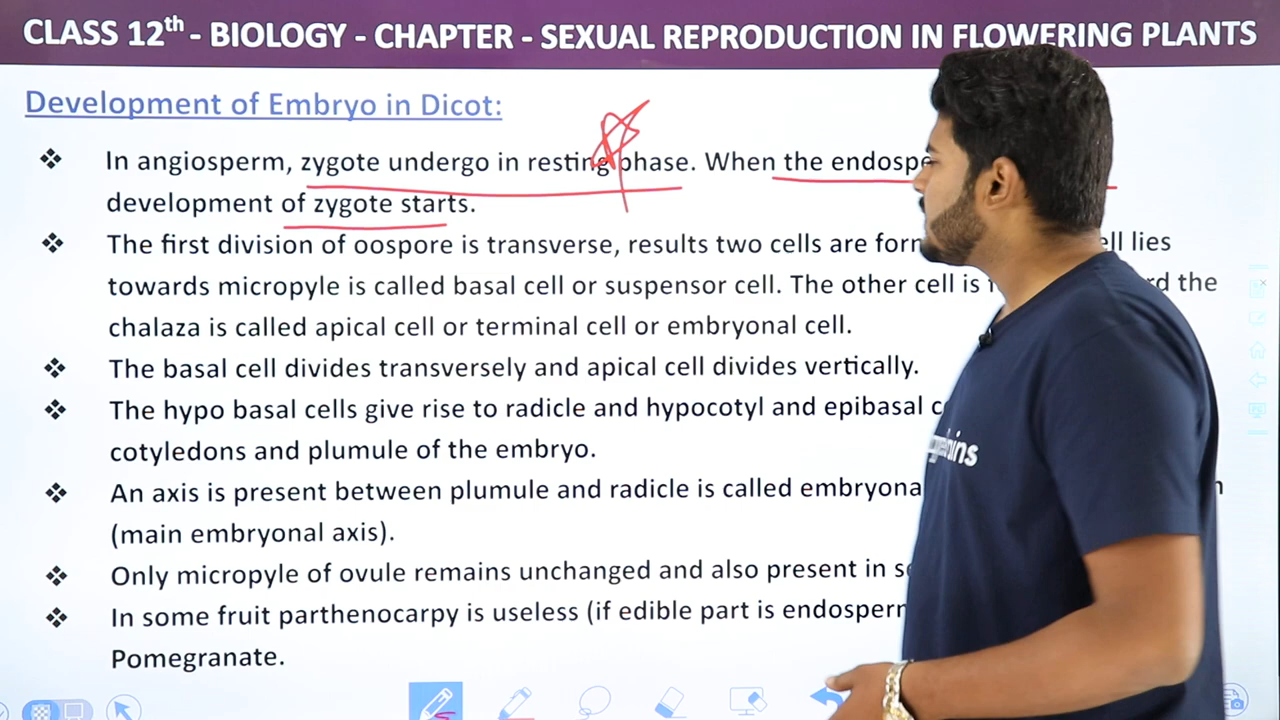 CLASS 12th - BIOLOGY - CHAPTER - SEXUAL REPRODUCTION IN FLOWERING PLANTS
Development of Embryo in Dicot:
In angiosperm, zygote undergo in resting phase. When the
development of zygote starts.
The first division of oospore is transverse, results two cells are lies
towards micropyle is called basal cell or suspensor cell. The other cell is the
chalaza is called apical cell or terminal cell or embryonal cell.
The basal cell divides transversely and apical cell divides vertically.
The hypo basal cells give rise to radicle and hypocotyl and epibasal
cotyledons and plumule of the embryo.
An axis is present between plumule and radicle is called
(main embryonal axis).
Only micropyle of ovule remains unchanged and also present in
In some fruit parthenocarpy is useless (if edible part is
Pomegranate.